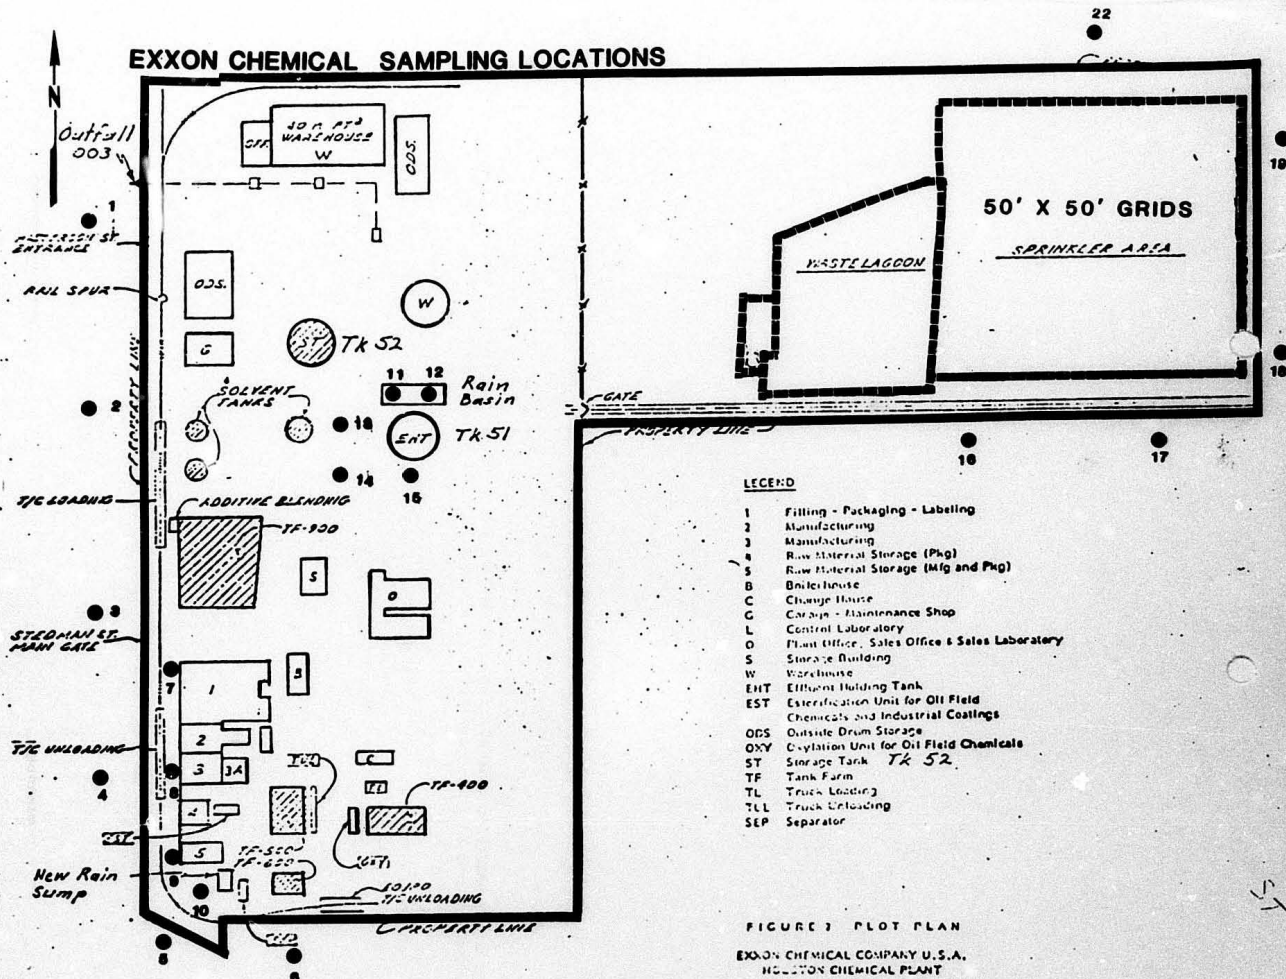 22
EXXON CHEMICAL SAMPLING LOCATIONS
N
Outfall
003
OFF.
WAREHOUSE
W
ODS.
19
1
50' X 50' GRIDS
ENTRANCE
SPRINKLER AREA
WASTE LAGOON
ODS.
RAIL SPUR
W
G
ST
Tk 52
18
PROPERTY LINE
11
12
Rain
Basin
SOLVENT
TANKS
GATE
2
13
EHT
Tk 51
PROPERTY LINE
16
17
14
15
T/C LOADING
ADDITIVE BLENDING
TF-900
S
O
3
STEDMAN ST.
MAIN GATE
7
1
2
T/C UNLOADING
3
3A
C
4
TF-400
5
TF-500
TF-600
New Rain
Sump
10
T/C UNLOADING
PROPERTY LINE
LEGEND
1 Filling - Packaging - Labeling
2 Manufacturing
3 Manufacturing
4 Raw Material Storage (Pkg)
5 Raw Material Storage (Mfg and Pkg)
B Boilerhouse
C Change House
G Garage - Maintenance Shop
L Control Laboratory
O Plant Office, Sales Office & Sales Laboratory
S Storage Building
W Warehouse
EHT Effluent Holding Tank
EST Esterification Unit for Oil Field
Chemicals and Industrial Coatings
ODS Outside Drum Storage
OXY Oxylation Unit for Oil Field Chemicals
ST Storage Tank Tk 52
TF Tank Farm
TL Truck Loading
TLL Truck Unloading
SEP Separator
PLOT PLAN
EXXON CHEMICAL COMPANY U.S.A.
HOUSTON CHEMICAL PLANT